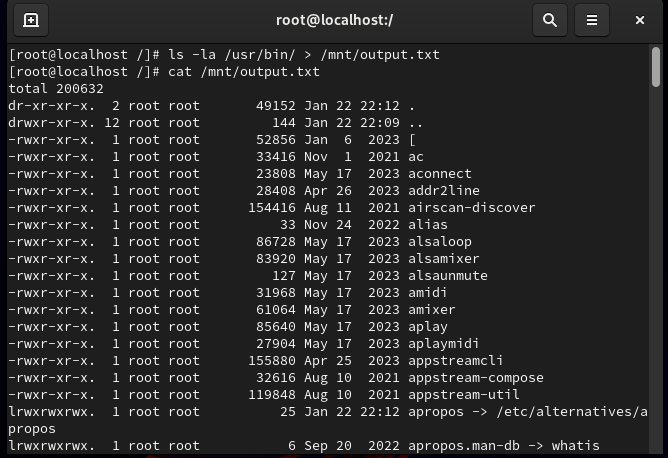 root@localhost:/
[root@localhost /]# ls -la /usr/bin/ > /mnt/output.txt
[root@localhost /]# cat /mnt/output.txt
total 200632
dr-xr-xr-x.  2 root root       49152 Jan 22 22:12 .
drwxr-xr-x. 12 root root         144 Jan 22 22:09 ..
-rwxr-xr-x.  1 root root       52856 Jan  6  2023 [
-rwxr-xr-x.  1 root root       33416 Nov  1  2021 ac
-rwxr-xr-x.  1 root root       23808 May 17  2023 aconnect
-rwxr-xr-x.  1 root root       28408 Apr 26  2023 addr2line
-rwxr-xr-x.  1 root root      154416 Aug 11  2021 airscan-discover
-rwxr-xr-x.  1 root root          33 Nov 24  2022 alias
-rwxr-xr-x.  1 root root       86728 May 17  2023 alsaloop
-rwxr-xr-x.  1 root root       83920 May 17  2023 alsamixer
-rwxr-xr-x.  1 root root         127 May 17  2023 alsaunmute
-rwxr-xr-x.  1 root root       31968 May 17  2023 amidi
-rwxr-xr-x.  1 root root       61064 May 17  2023 amixer
-rwxr-xr-x.  1 root root       85640 May 17  2023 aplay
-rwxr-xr-x.  1 root root       27904 May 17  2023 aplaymidi
-rwxr-xr-x.  1 root root      155880 Apr 25  2023 appstreamcli
-rwxr-xr-x.  1 root root       32616 Aug 10  2021 appstream-compose
-rwxr-xr-x.  1 root root      119848 Aug 10  2021 appstream-util
lrwxrwxrwx.  1 root root          25 Jan 22 22:12 apropos -> /etc/alternatives/a
propos
lrwxrwxrwx.  1 root root           6 Sep 20  2022 apropos.man-db -> whatis